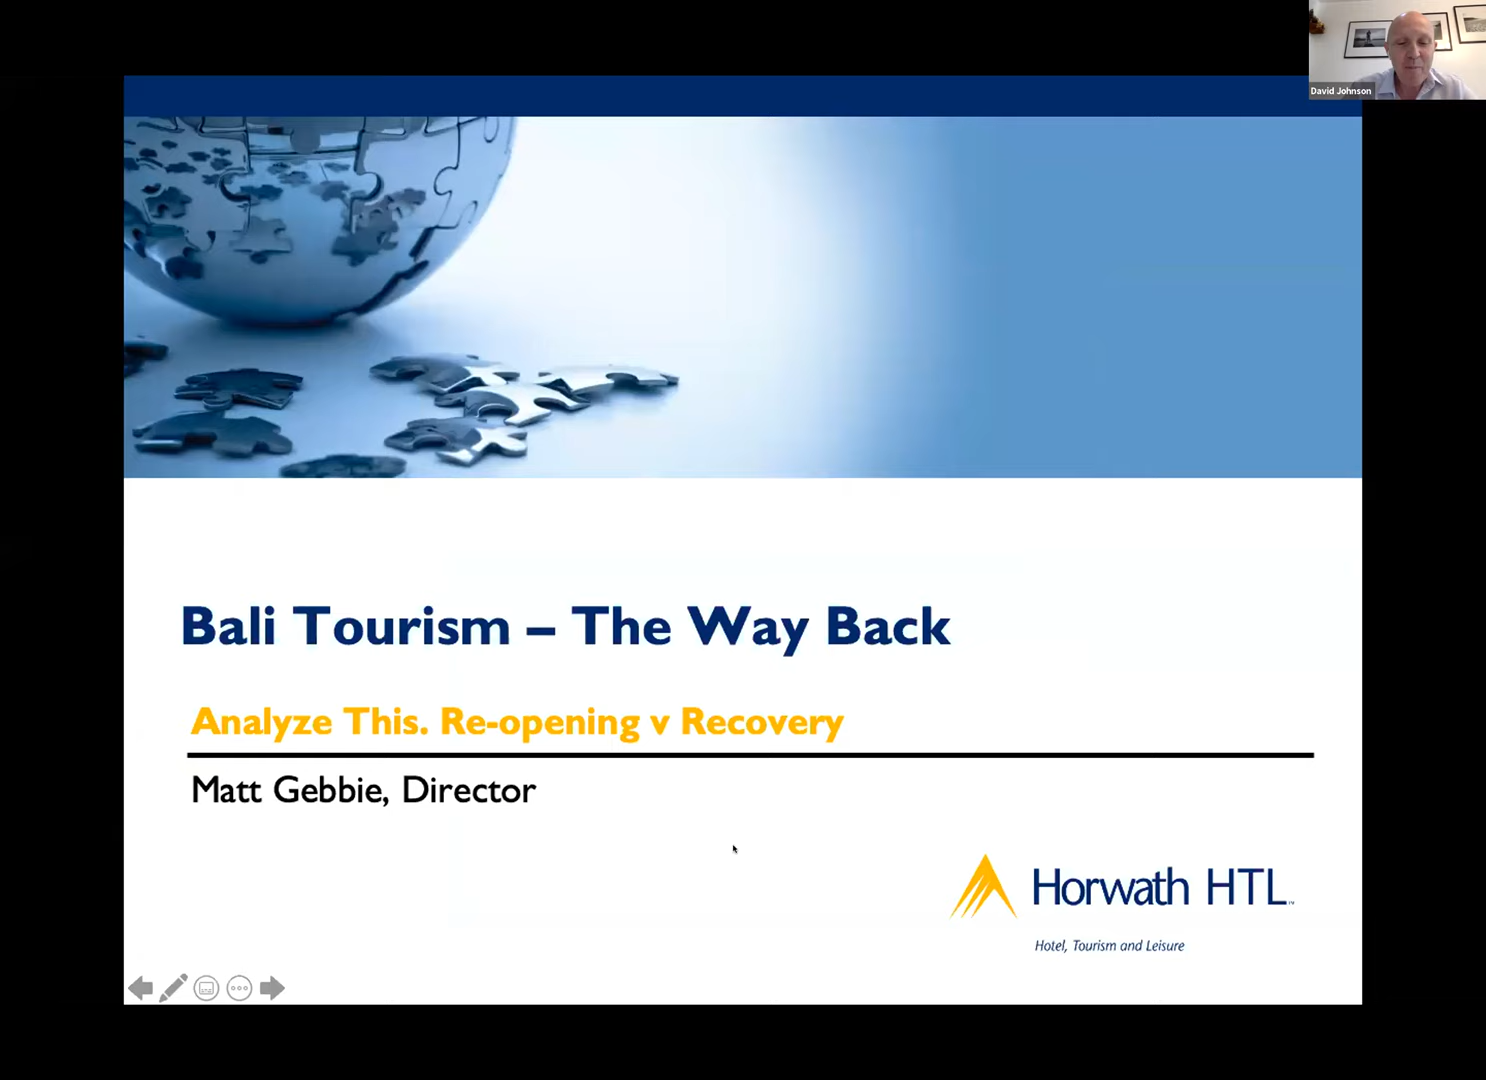 David Johnson
Bali Tourism – The Way Back
Analyze This. Re-opening v Recovery
Matt Gebbie, Director
Horwath HTL™
Hotel, Tourism and Leisure